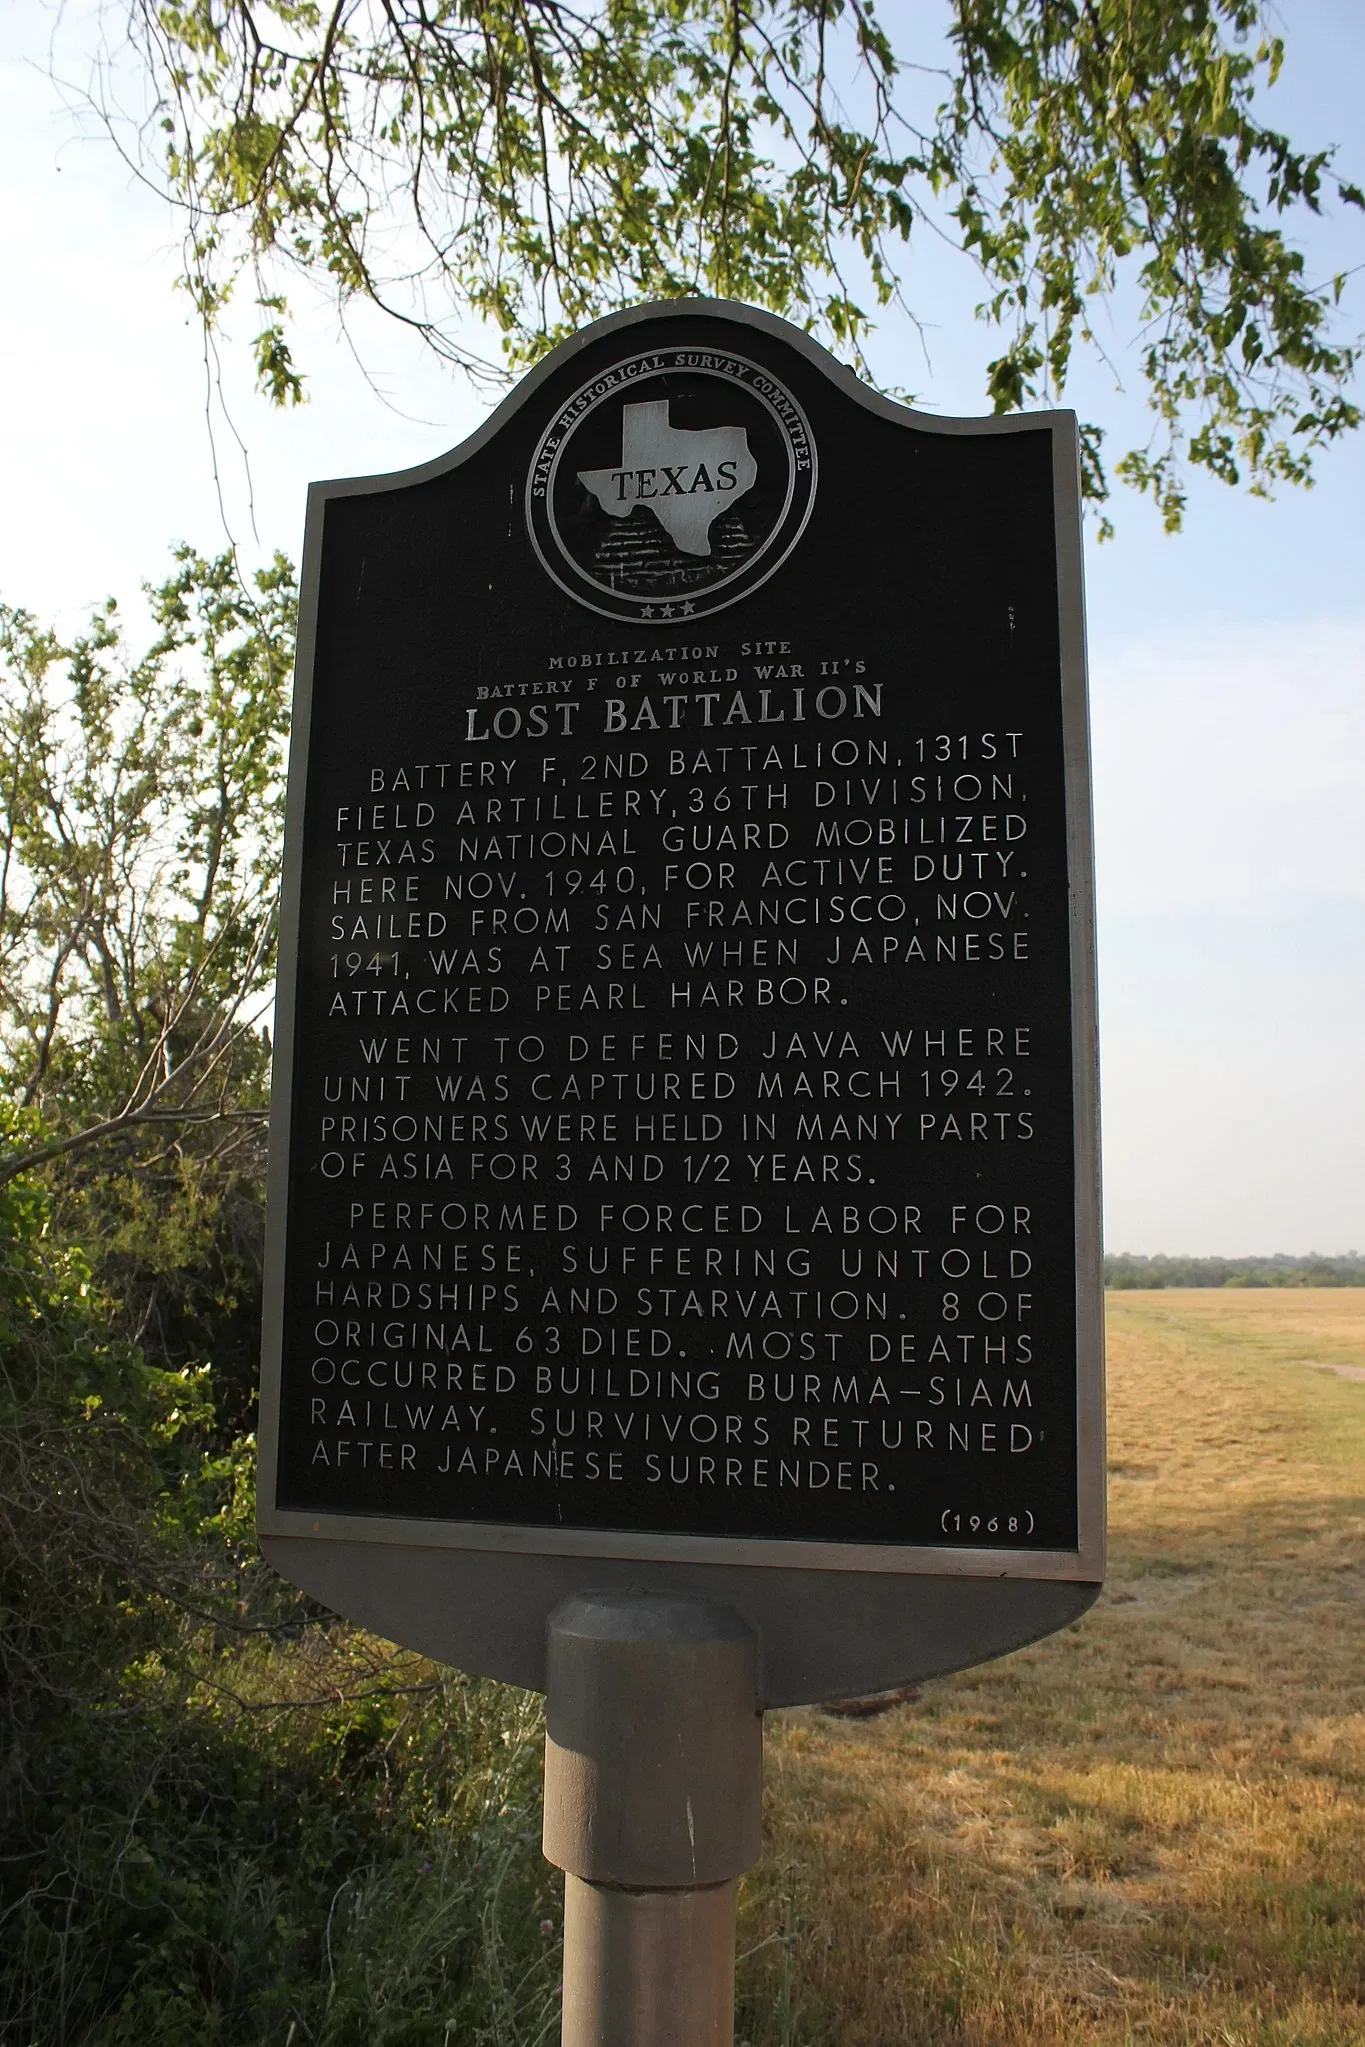 STATE HISTORICAL SURVEY COMMITTEE
TEXAS
MOBILIZATION SITE
BATTERY F OF WORLD WAR II'S
LOST BATTALION
BATTERY F, 2ND BATTALION, 131ST
FIELD ARTILLERY, 36TH DIVISION,
TEXAS NATIONAL GUARD MOBILIZED
HERE NOV. 1940, FOR ACTIVE DUTY.
SAILED FROM SAN FRANCISCO, NOV.
1941, WAS AT SEA WHEN JAPANESE
ATTACKED PEARL HARBOR.
WENT TO DEFEND JAVA WHERE
UNIT WAS CAPTURED MARCH 1942.
PRISONERS WERE HELD IN MANY PARTS
OF ASIA FOR 3 AND 1/2 YEARS.
PERFORMED FORCED LABOR FOR
JAPANESE, SUFFERING UNTOLD
HARDSHIPS AND STARVATION. 8 OF
ORIGINAL 63 DIED. MOST DEATHS
OCCURRED BUILDING BURMA-SIAM
RAILWAY. SURVIVORS RETURNED
AFTER JAPANESE SURRENDER.
(1968)